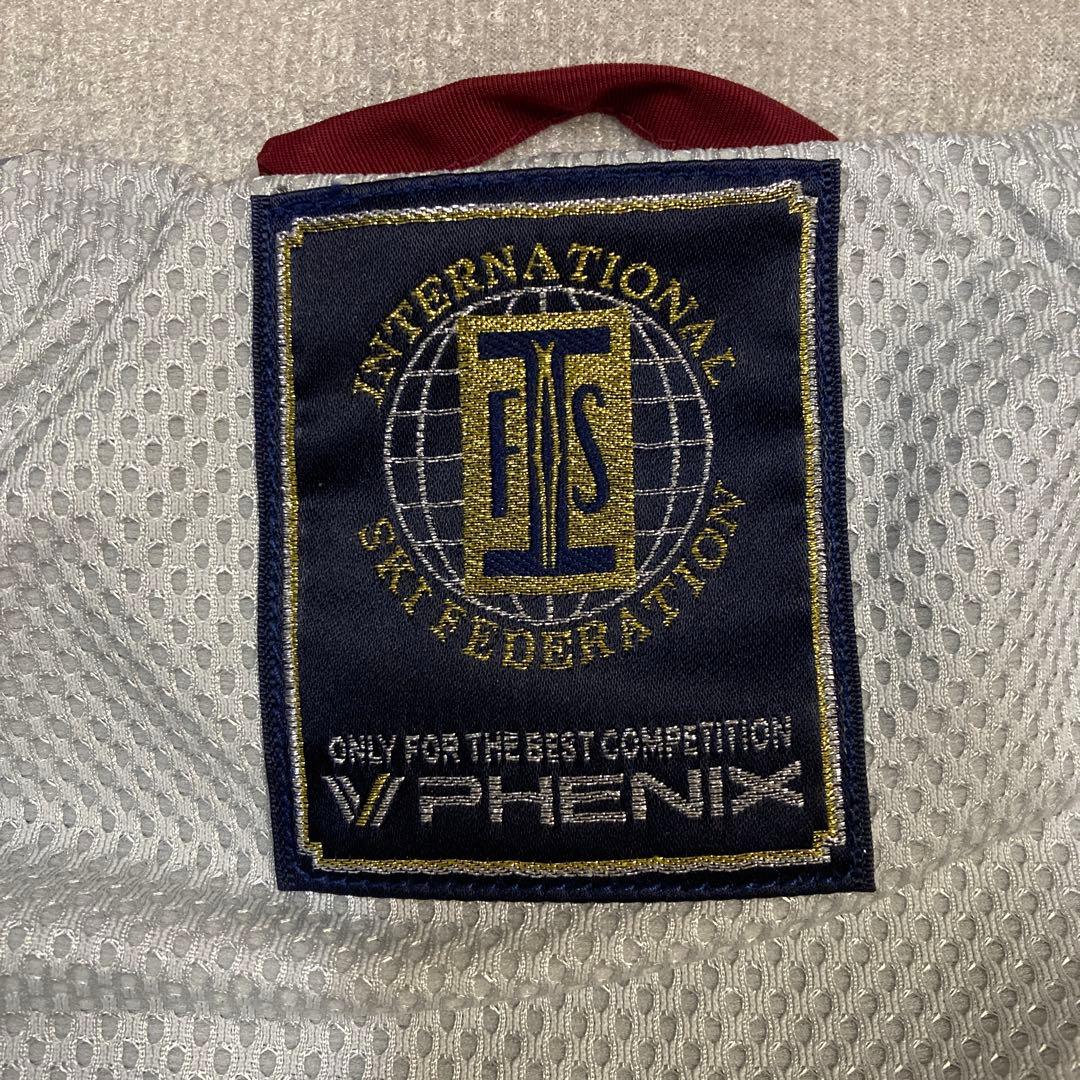 INTERNATIONAL
FIS
SKI FEDERATION
ONLY FOR THE BEST COMPETITION
PHENIX